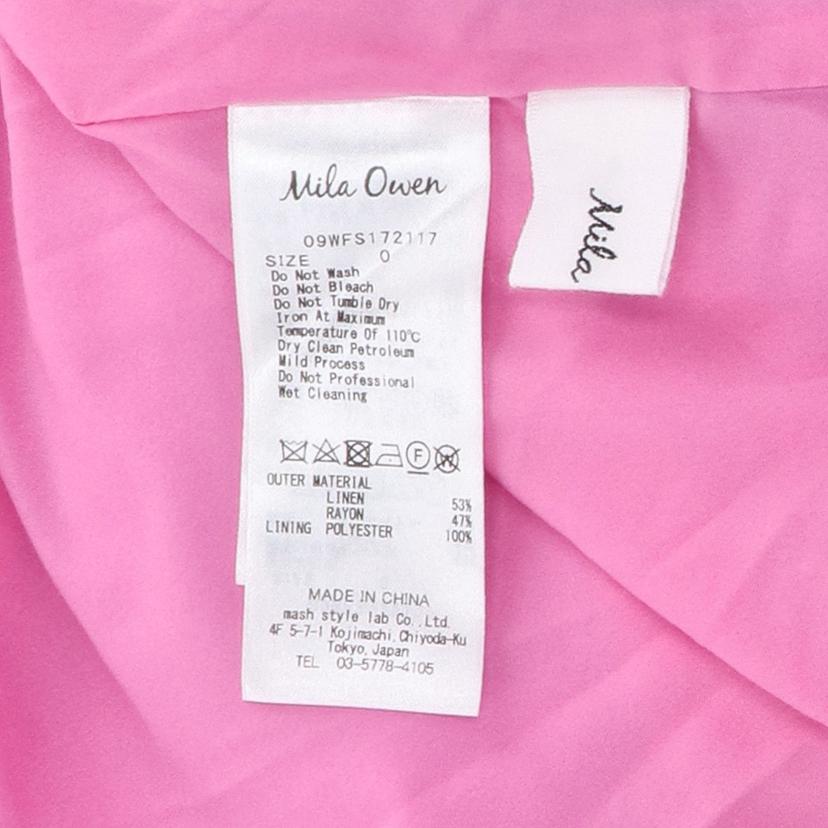 Mila Owen
09WFS172117
SIZE 0
Do Not Wash
Do Not Bleach
Do Not Tumble Dry
Iron At Maximum
Temperature Of 110℃
Dry Clean Petroleum
Mild Process
Do Not Professional
Wet Cleaning
F W
OUTER MATERIAL
LINEN 53%
RAYON 47%
LINING POLYESTER 100%
MADE IN CHINA
mash style lab Co.,Ltd.
4F 5-7-1 Kojimachi,Chiyoda-Ku
Tokyo,Japan
TEL 03-5778-4105
Mila